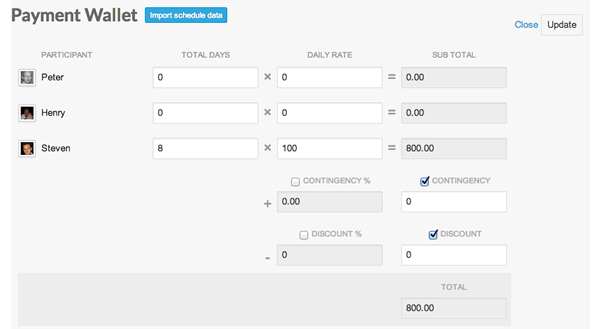 Payment Wallet Import schedule data
Close Update
PARTICIPANT TOTAL DAYS DAILY RATE SUB TOTAL
Peter 0 × 0 = 0.00
Henry 0 × 0 = 0.00
Steven 8 × 100 = 800.00
CONTINGENCY % CONTINGENCY
+ 0.00 0
DISCOUNT % DISCOUNT
- 0 0
TOTAL
800.00